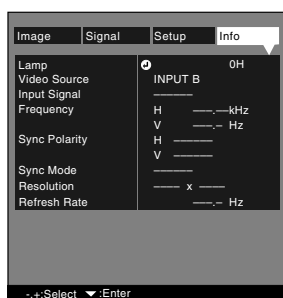 Image Signal Setup Info
Lamp 0H
Video Source INPUT B
Input Signal ––––––
Frequency H –––.––kHz
V –––.– Hz
Sync Polarity H ––––––
V ––––––
Sync Mode ––––––
Resolution –––– x ––––
Refresh Rate –––.– Hz
-,+:Select ▼:Enter